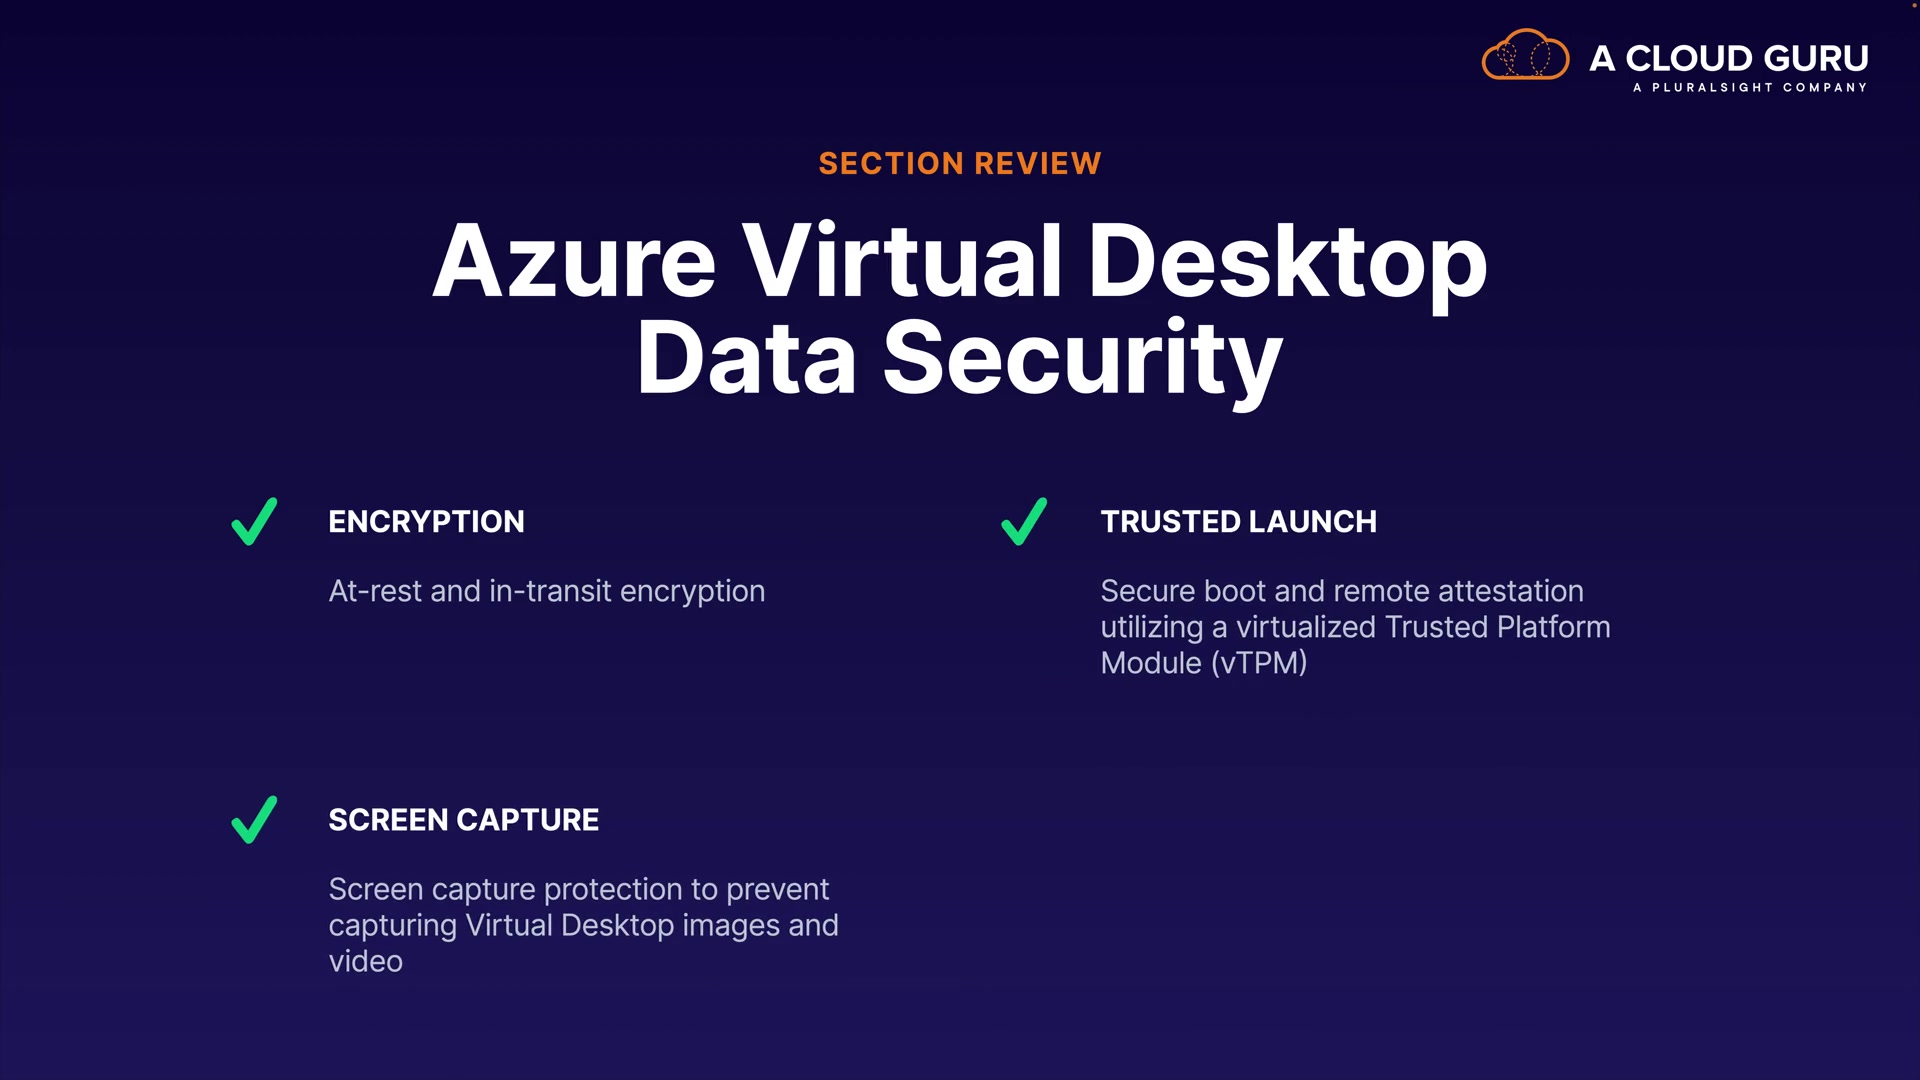 A CLOUD GURU
A PLURALSIGHT COMPANY
SECTION REVIEW
Azure Virtual Desktop
Data Security
ENCRYPTION
At-rest and in-transit encryption
TRUSTED LAUNCH
Secure boot and remote attestation
utilizing a virtualized Trusted Platform
Module (vTPM)
SCREEN CAPTURE
Screen capture protection to prevent
capturing Virtual Desktop images and
video